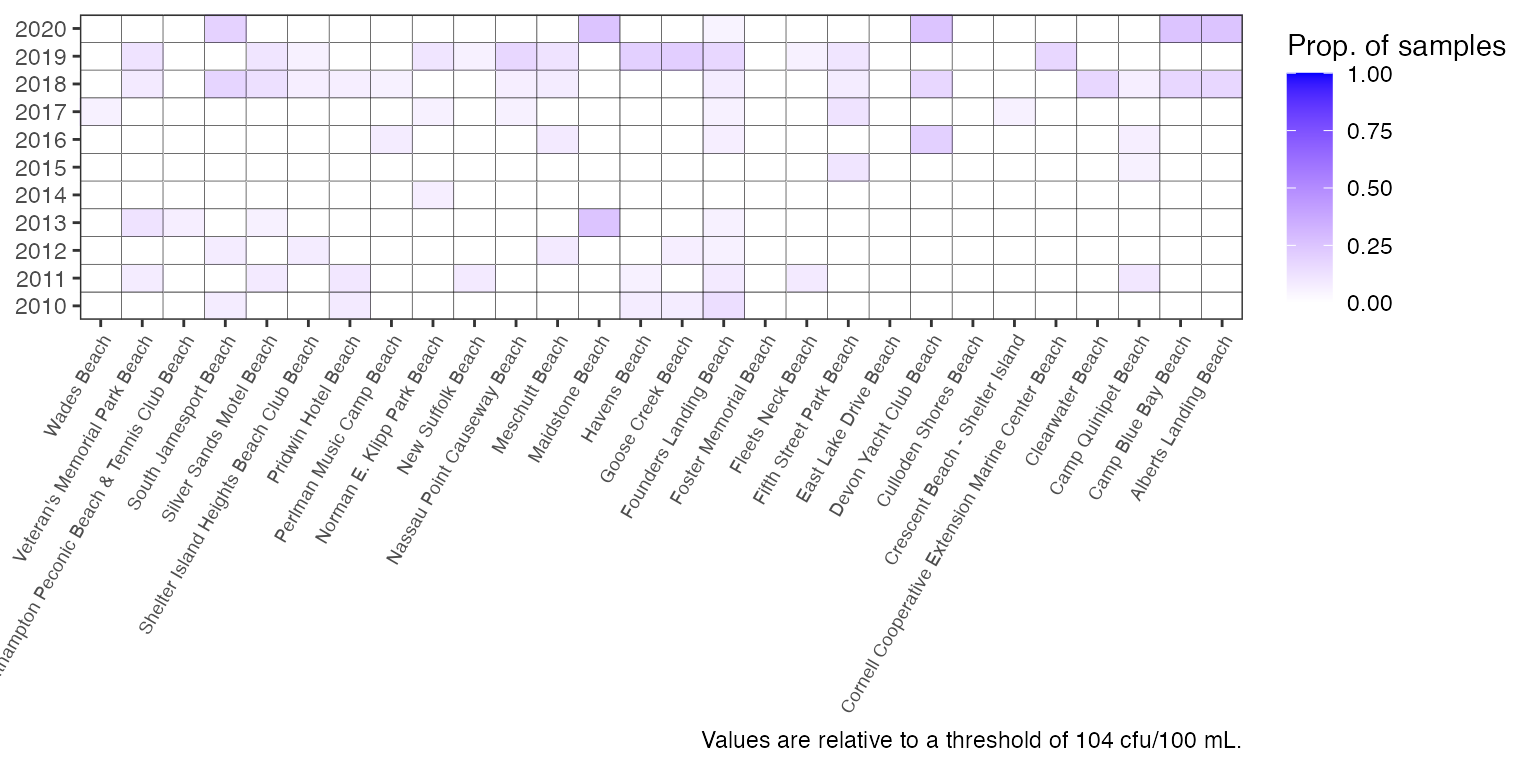 Prop. of samples
1.00
0.75
0.50
0.25
0.00
2020
2019
2018
2017
2016
2015
2014
2013
2012
2011
2010
Wades Beach
Veteran's Memorial Park Beach
Peconic Beach & Tennis Club Beach
South Jamesport Beach
Silver Sands Motel Beach
Shelter Island Heights Beach Club Beach
Pridwin Hotel Beach
Perlman Music Camp Beach
Norman E. Klipp Park Beach
New Suffolk Beach
Nassau Point Causeway Beach
Meschutt Beach
Maidstone Beach
Havens Beach
Goose Creek Beach
Founders Landing Beach
Foster Memorial Beach
Fleets Neck Beach
Fifth Street Park Beach
East Lake Drive Beach
Devon Yacht Club Beach
Culloden Shores Beach
Crescent Beach - Shelter Island
Cornell Cooperative Extension Marine Center Beach
Clearwater Beach
Camp Quinipet Beach
Camp Blue Bay Beach
Alberts Landing Beach
Values are relative to a threshold of 104 cfu/100 mL.